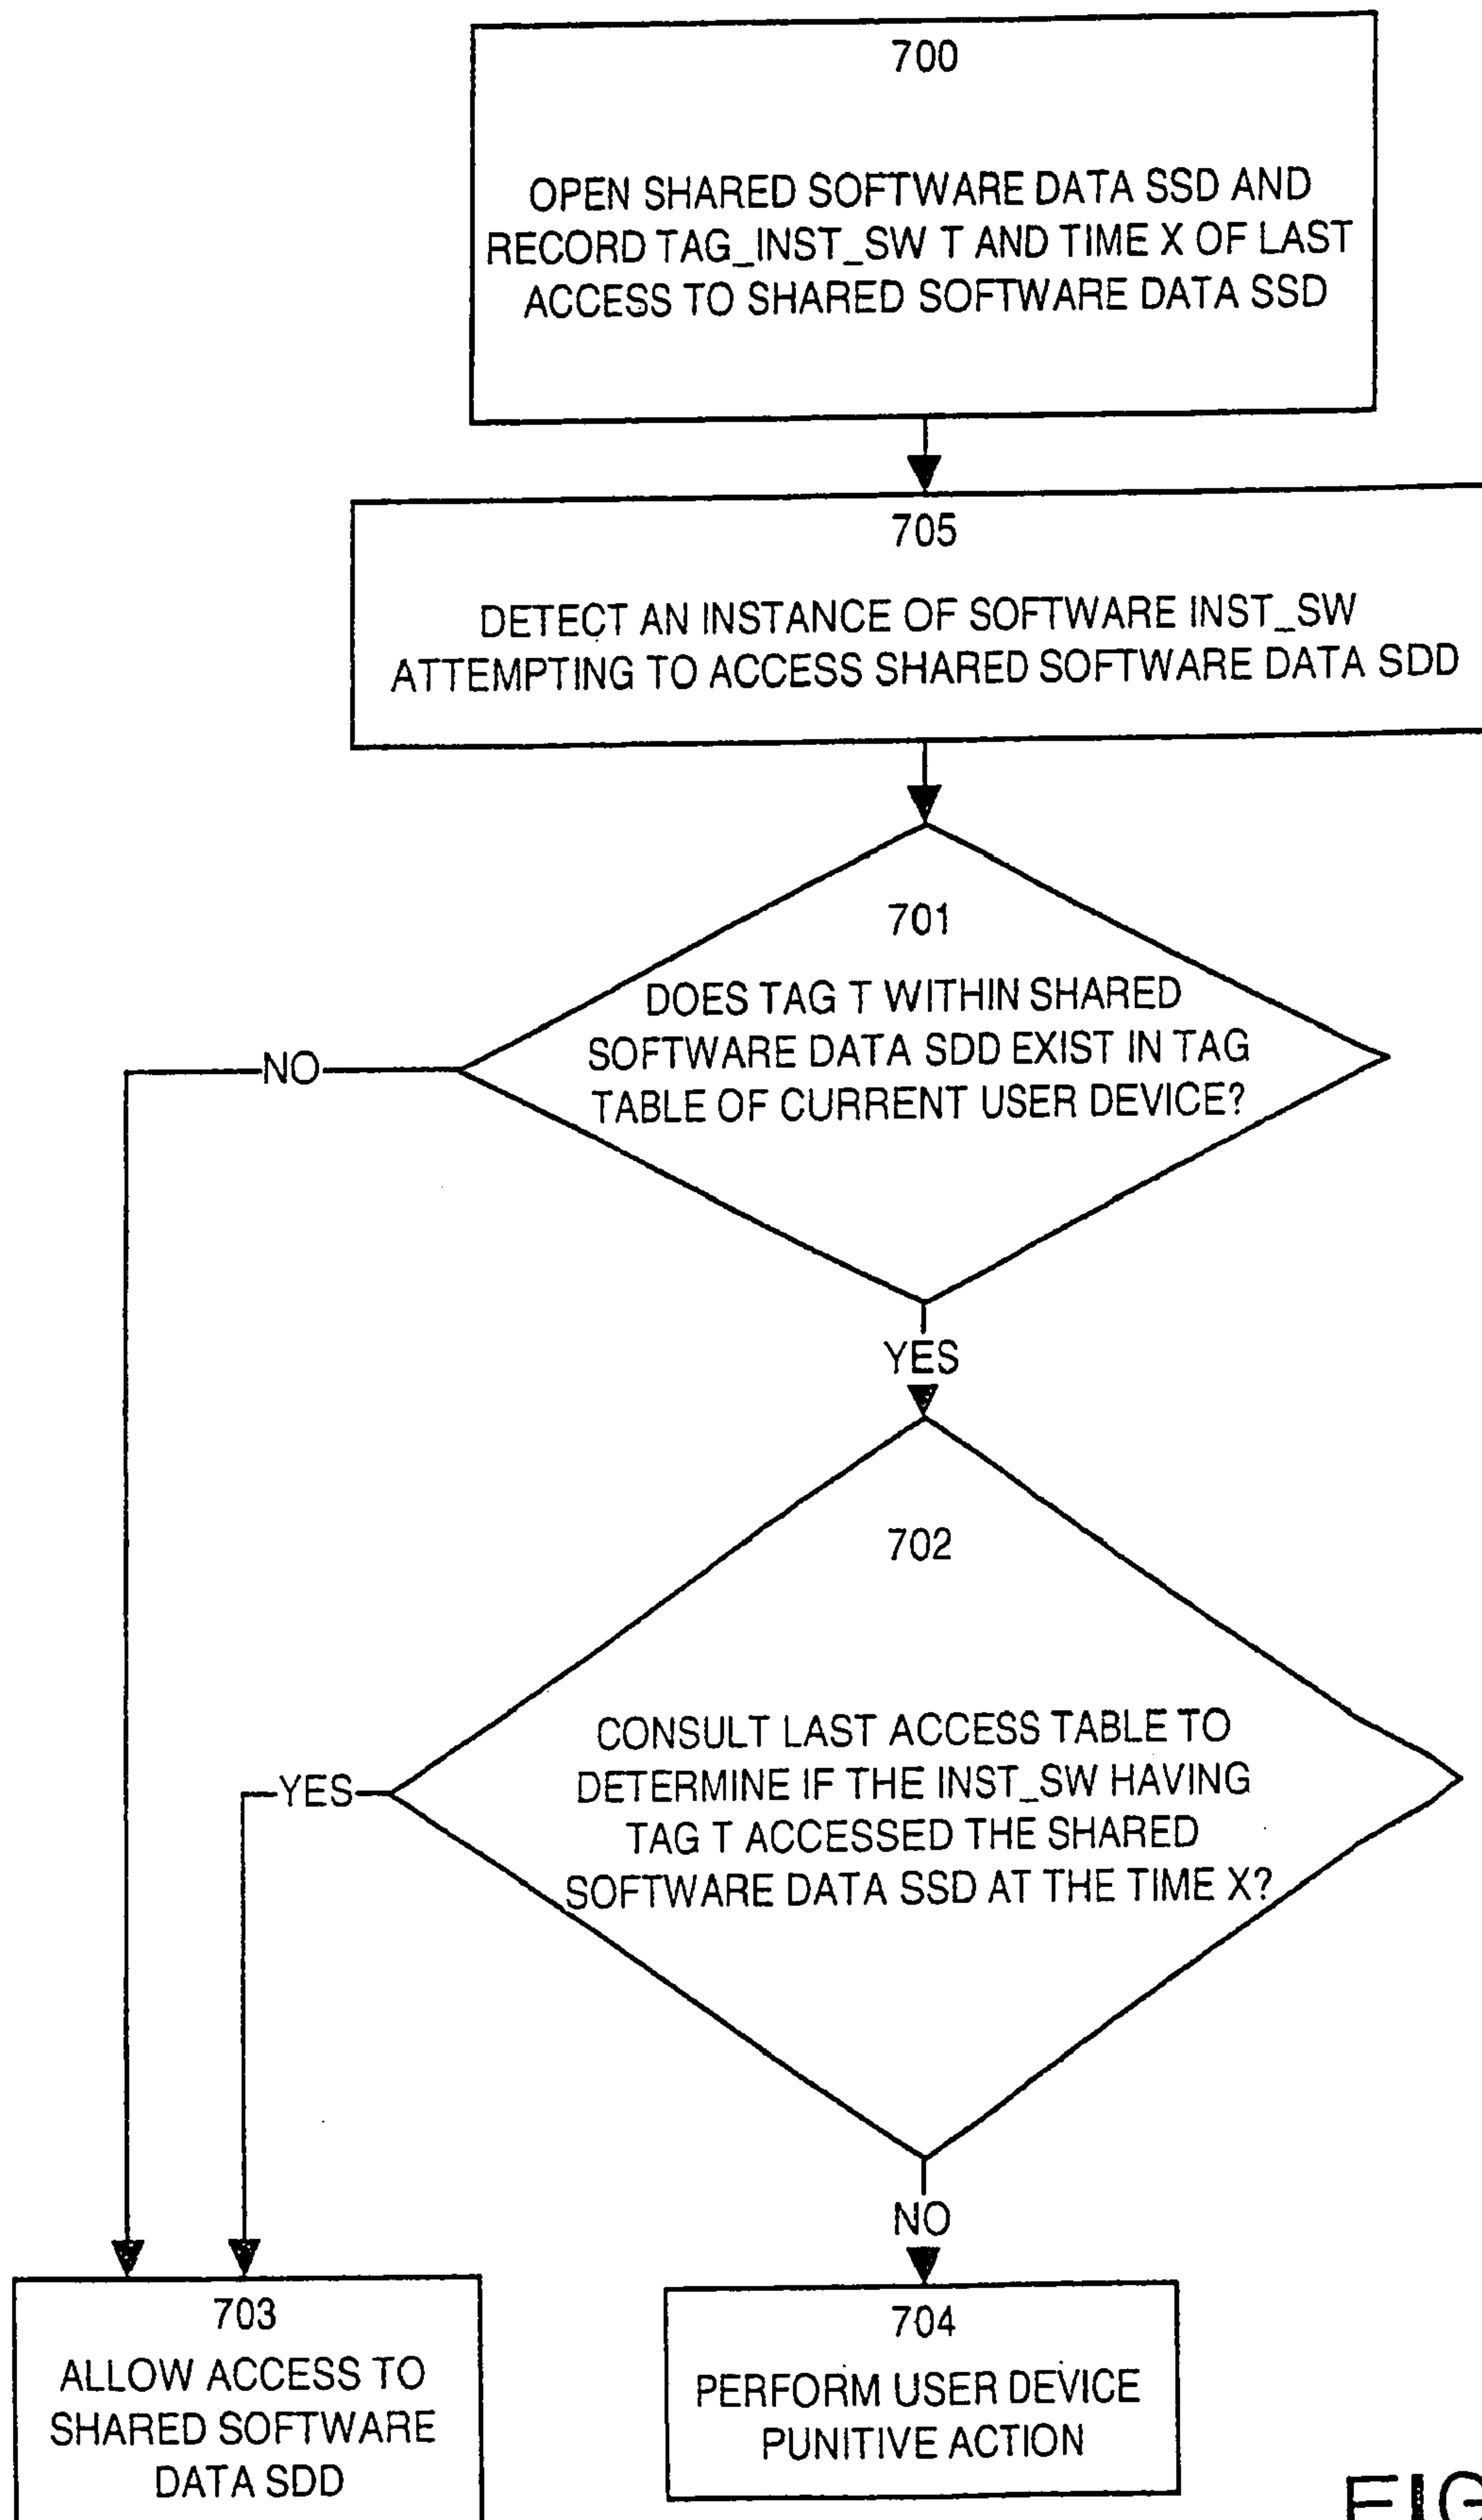 700
OPEN SHARED SOFTWARE DATA SSD AND
RECORD TAG_INST_SW T AND TIME X OF LAST
ACCESS TO SHARED SOFTWARE DATA SSD
705
DETECT AN INSTANCE OF SOFTWARE INST_SW
ATTEMPTING TO ACCESS SHARED SOFTWARE DATA SDD
701
DOES TAG T WITHIN SHARED
SOFTWARE DATA SDD EXIST IN TAG
TABLE OF CURRENT USER DEVICE?
NO
YES
702
CONSULT LAST ACCESS TABLE TO
DETERMINE IF THE INST_SW HAVING
TAG T ACCESSED THE SHARED
SOFTWARE DATA SSD AT THE TIME X?
YES
NO
703
ALLOW ACCESS TO
SHARED SOFTWARE
DATA SDD
704
PERFORM USER DEVICE
PUNITIVE ACTION